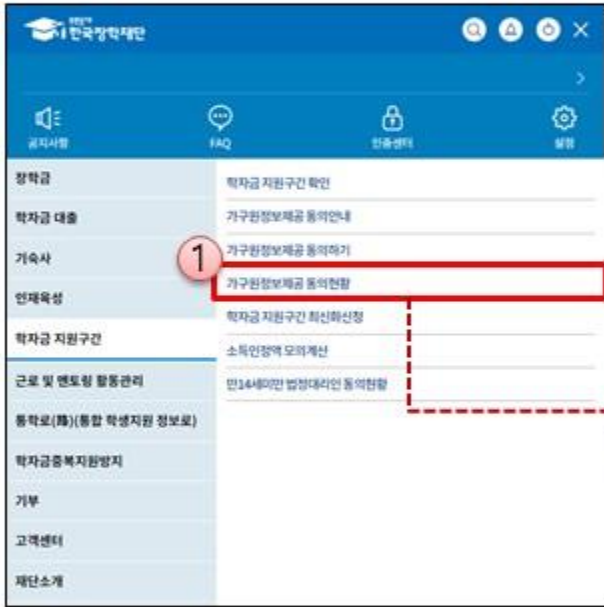 한국장학재단
공지사항
FAQ
인증센터
설정
장학금
학자금 대출
기숙사
인재육성
학자금 지원구간
근로 및 멘토링 활동관리
통학로(路)(통합 학생지원 정보로)
학자금중복지원방지
기부
고객센터
재단소개
학자금 지원구간 확인
가구원정보제공 동의안내
가구원정보제공 동의하기
1
가구원정보제공 동의현황
학자금 지원구간 최신화신청
소득인정액 모의계산
만14세미만 법정대리인 동의현황